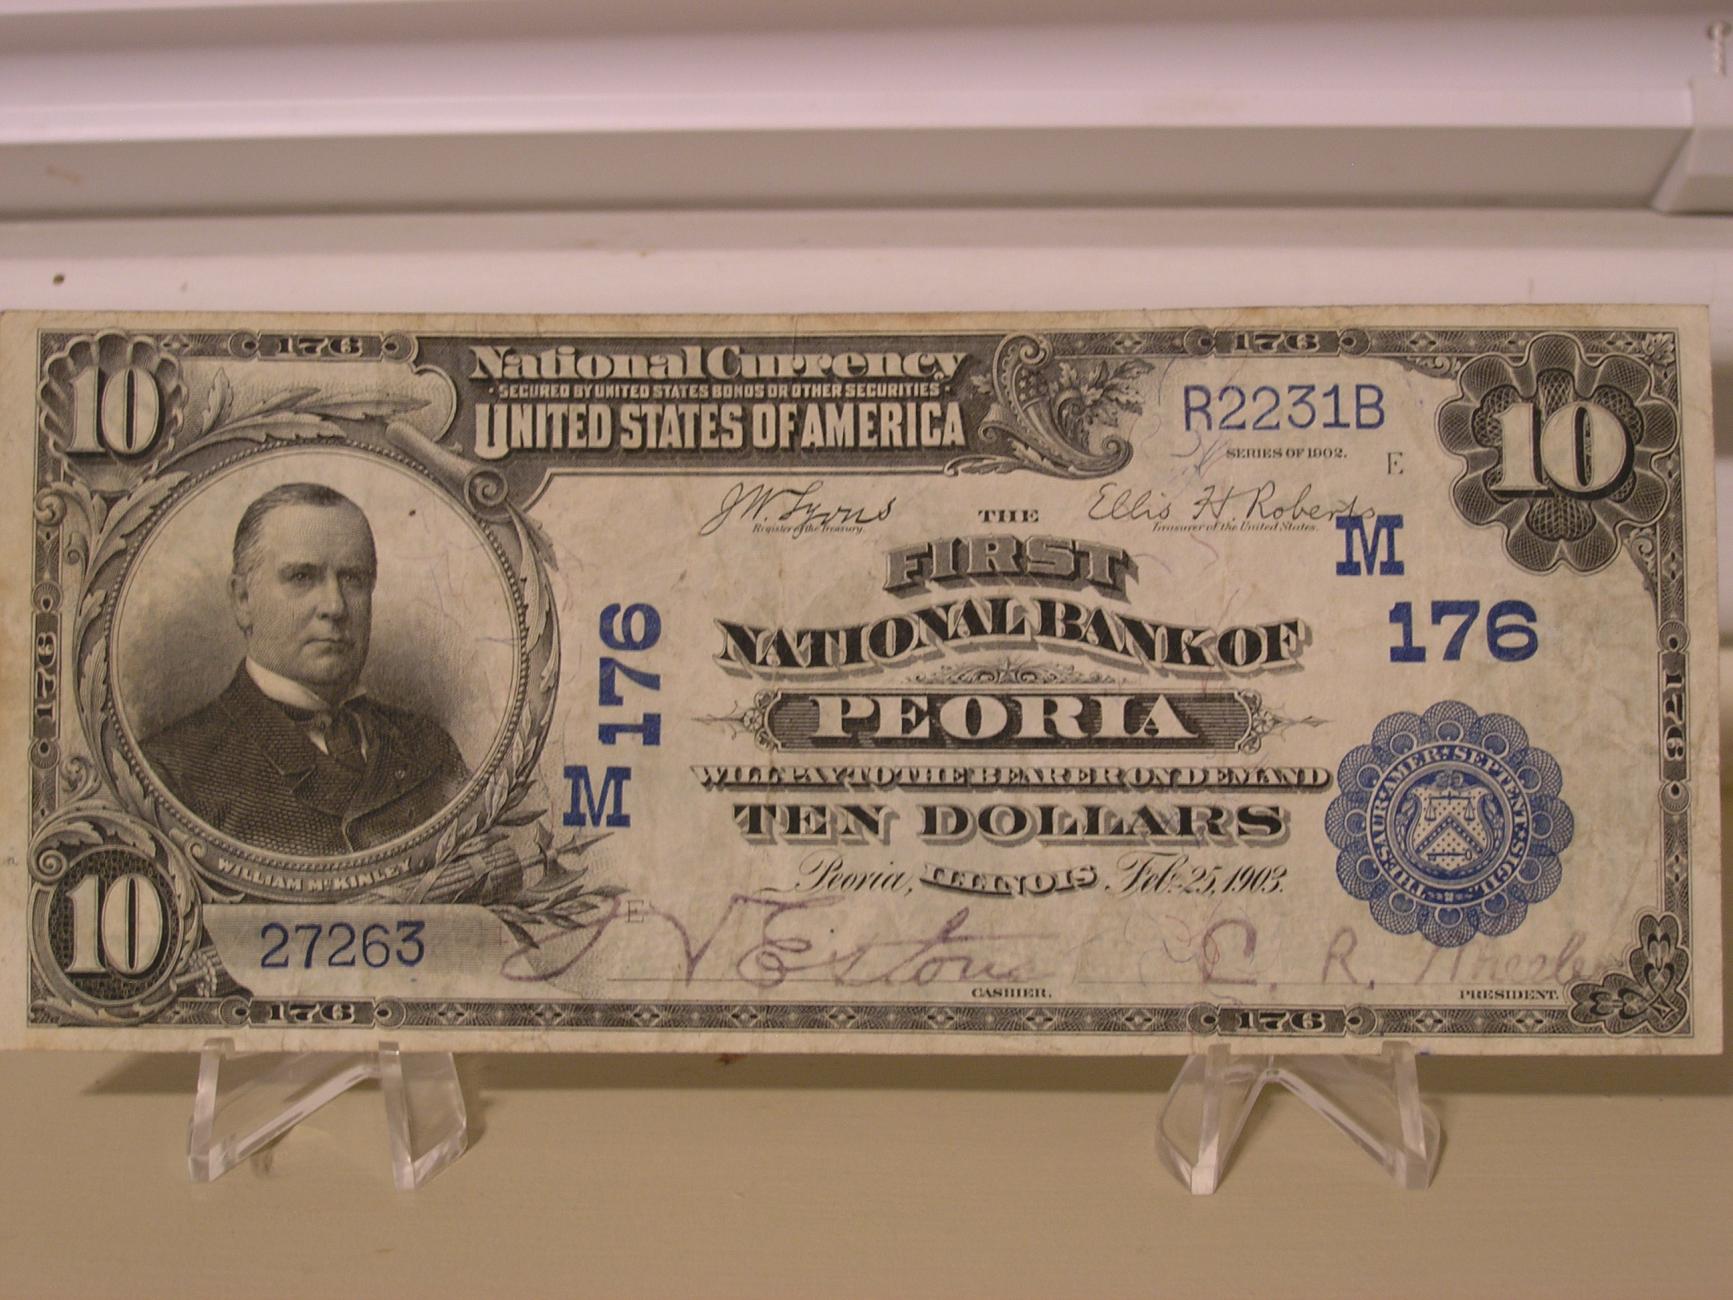 176 176
10 National Currency R2231B 10
SECURED BY UNITED STATES BONDS OR OTHER SECURITIES
UNITED STATES OF AMERICA
SERIES OF 1902.
E
J.W. Lyons THE Ellis H. Roberts
Register of the Treasury. Treasurer of the United States.
M
FIRST
176
NATIONAL BANK OF
176
M 176
176
PEORIA
176
WILL PAY TO THE BEARER ON DEMAND
TEN DOLLARS
THESAUR·AMER·SEPTENT·SIGIL·
WILLIAM McKINLEY
Peoria, ILLINOIS. Feb. 25, 1903.
10
27263
E
C. R.
CASHIER. PRESIDENT.
176 176